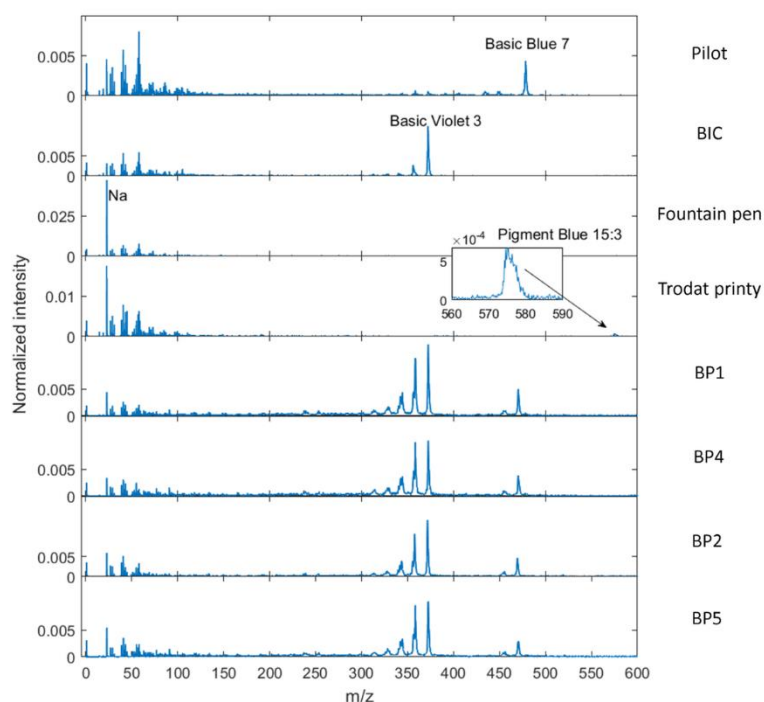 Basic Blue 7
Pilot
0.005
0
Basic Violet 3
BIC
0.005
0
Na
Fountain pen
0.025
0
Pigment Blue 15:3
×10⁻⁴
5
0
560 570 580 590
Trodat printy
0.01
0
Normalized intensity
BP1
0.005
0
BP4
0.005
0
BP2
0.005
0
BP5
0.005
0
0 50 100 150 200 250 300 350 400 450 500 550 600
m/z